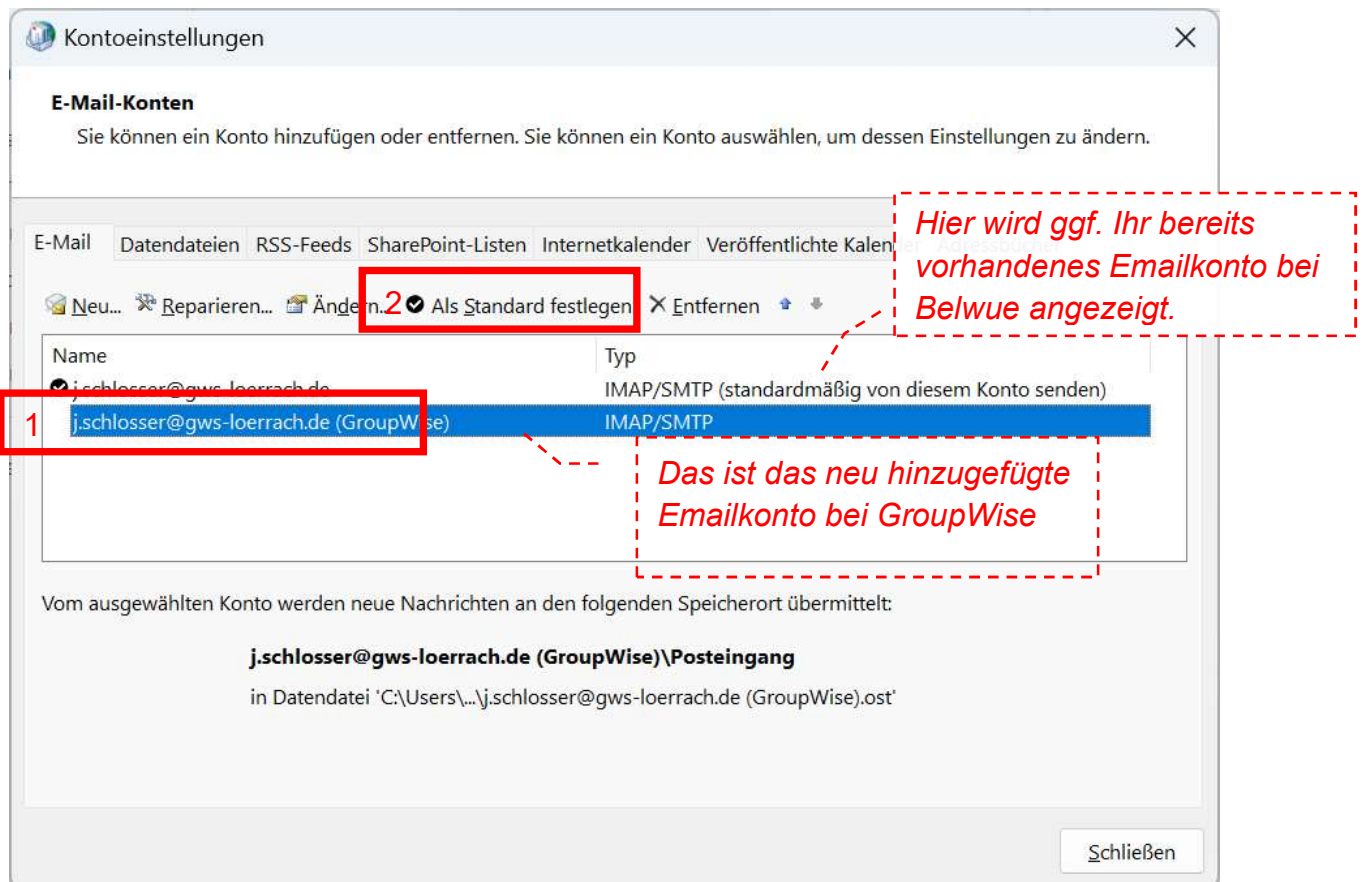 Kontoeinstellungen
E-Mail-Konten
Sie können ein Konto hinzufügen oder entfernen. Sie können ein Konto auswählen, um dessen Einstellungen zu ändern.
Hier wird ggf. Ihr bereits
vorhandenes Emailkonto bei
Belwue angezeigt.
E-Mail Datendateien RSS-Feeds SharePoint-Listen Internetkalender Veröffentlichte Kalender Adressbücher
Neu... Reparieren... Ändern... 2 Als Standard festlegen Entfernen
Name Typ
j.schlosser@gws-loerrach.de IMAP/SMTP (standardmäßig von diesem Konto senden)
1 j.schlosser@gws-loerrach.de (GroupWise) IMAP/SMTP
Das ist das neu hinzugefügte
Emailkonto bei GroupWise
Vom ausgewählten Konto werden neue Nachrichten an den folgenden Speicherort übermittelt:
j.schlosser@gws-loerrach.de (GroupWise)\Posteingang
in Datendatei 'C:\Users\...\j.schlosser@gws-loerrach.de (GroupWise).ost'
Schließen